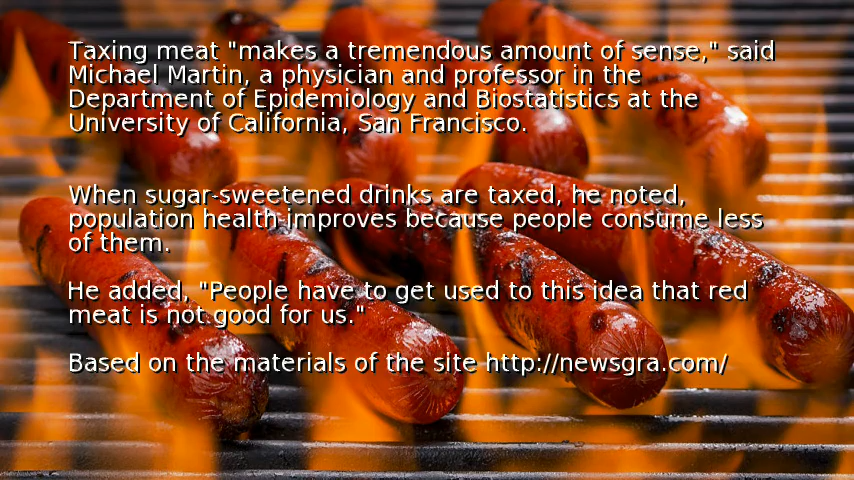 Taxing meat "makes a tremendous amount of sense," said
Michael Martin, a physician and professor in the
Department of Epidemiology and Biostatistics at the
University of California, San Francisco.
When sugar-sweetened drinks are taxed, he noted,
population health-improves because people consume less
of them.
He added, "People have to get used to this idea that red
meat is not good for us."
Based on the materials of the site http://newsgra.com/